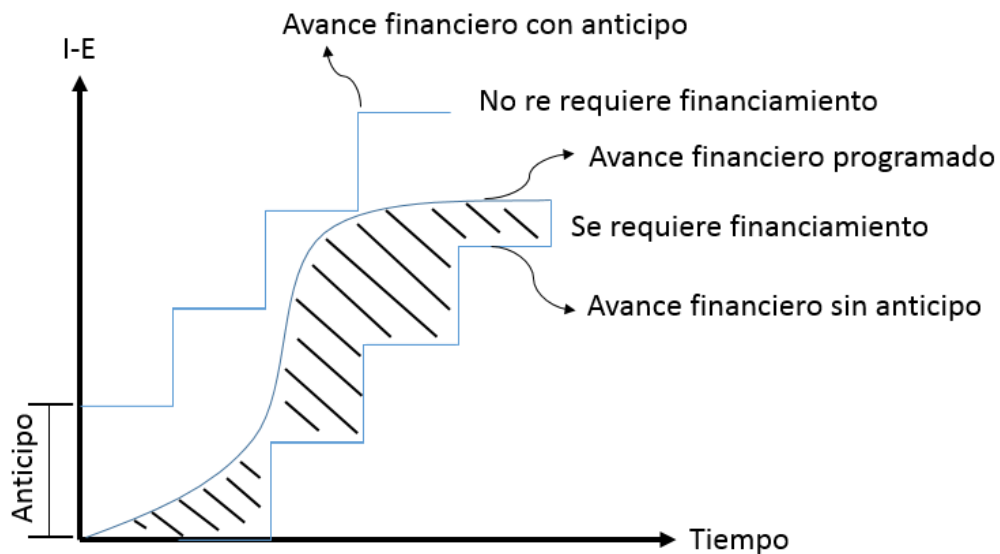 Avance financiero con anticipo
I-E
No re requiere financiamiento
Avance financiero programado
Se requiere financiamiento
Avance financiero sin anticipo
Anticipo
Tiempo